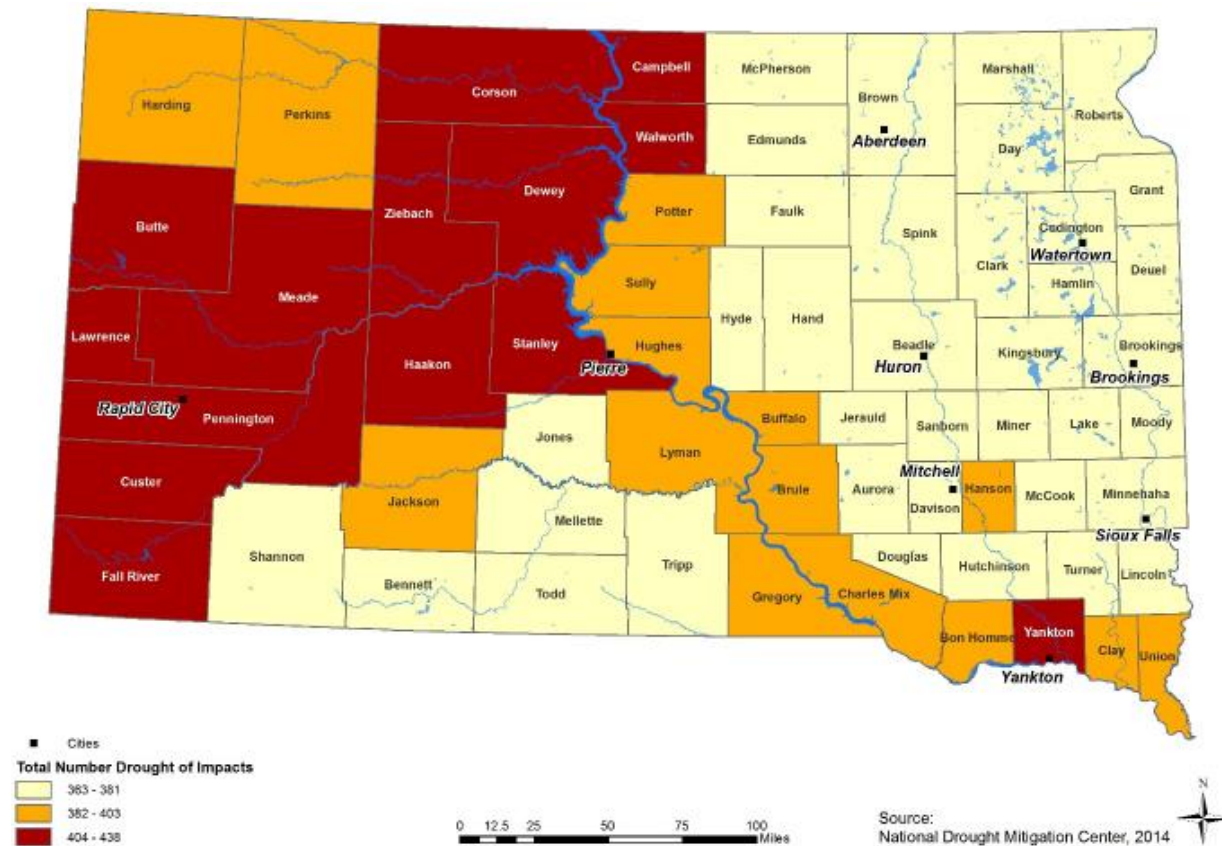 Harding
Perkins
Corson
Campbell
McPherson
Brown
Marshall
Roberts
Walworth
Edmunds
Aberdeen
Day
Grant
Butte
Ziebach
Dewey
Potter
Faulk
Spink
Clark
Codington
Watertown
Deuel
Hamlin
Meade
Sully
Hyde
Hand
Lawrence
Haakon
Stanley
Hughes
Pierre
Beadle
Huron
Kingsbury
Brookings
Brookings
Rapid City
Pennington
Jones
Lyman
Buffalo
Jerauld
Sanborn
Miner
Lake
Moody
Custer
Jackson
Mellette
Brule
Aurora
Mitchell
Davison
Hanson
McCook
Minnehaha
Sioux Falls
Fall River
Shannon
Bennett
Todd
Tripp
Gregory
Charles Mix
Douglas
Hutchinson
Turner
Lincoln
Bon Homme
Yankton
Yankton
Clay
Union
Cities
Total Number Drought of Impacts
363 - 381
382 - 403
404 - 438
0 12.5 25 50 75 100
Miles
Source:
National Drought Mitigation Center, 2014
N